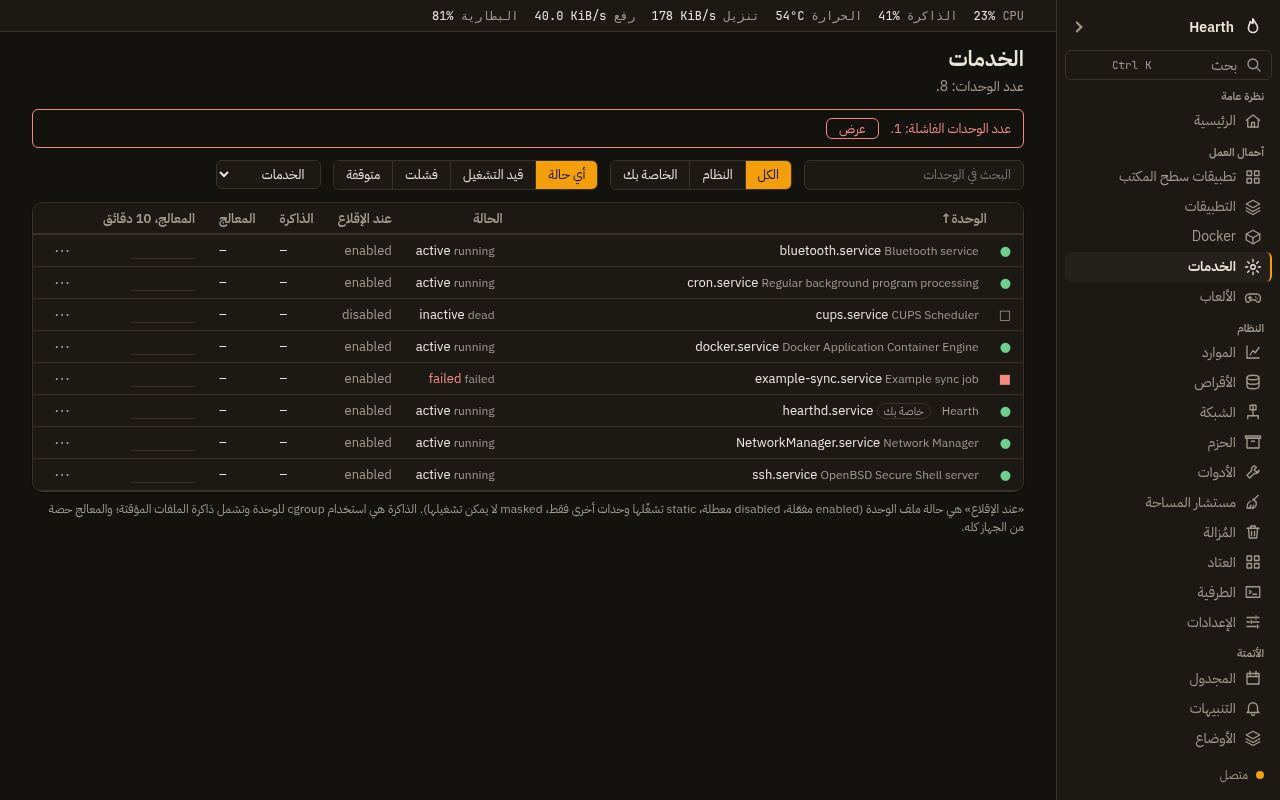 CPU 23% الذاكرة 41% الحرارة 54°C تنزيل 178 KiB/s رفع 40.0 KiB/s البطارية 81%
Hearth
بحث Ctrl K
نظرة عامة
الرئيسية
أحمال العمل
تطبيقات سطح المكتب
التطبيقات
Docker
الخدمات
الألعاب
النظام
الموارد
الأقراص
الشبكة
الحزم
الأدوات
مستشار المساحة
المُزالة
العتاد
الطرفية
الإعدادات
الأتمتة
المجدول
التنبيهات
الأوضاع
متصل
الخدمات
عدد الوحدات: 8.
عدد الوحدات الفاشلة: 1. عرض
البحث في الوحدات الكل النظام الخاصة بك أي حالة قيد التشغيل فشلت متوقفة الخدمات
الوحدة ↑ الحالة عند الإقلاع الذاكرة المعالج المعالج، 10 دقائق
bluetooth.service Bluetooth service active running enabled – – ⋯
cron.service Regular background program processing active running enabled – – ⋯
cups.service CUPS Scheduler inactive dead disabled – – ⋯
docker.service Docker Application Container Engine active running enabled – – ⋯
example-sync.service Example sync job failed failed enabled – – ⋯
hearthd.service خاصة بك Hearth active running enabled – – ⋯
NetworkManager.service Network Manager active running enabled – – ⋯
ssh.service OpenBSD Secure Shell server active running enabled – – ⋯
«عند الإقلاع» هي حالة ملف الوحدة (enabled مفعّلة، disabled معطلة، static تشغّلها وحدات أخرى فقط، masked لا يمكن تشغيلها). الذاكرة هي استخدام cgroup للوحدة وتشمل ذاكرة الملفات المؤقتة؛ والمعالج حصة
من الجهاز كله.